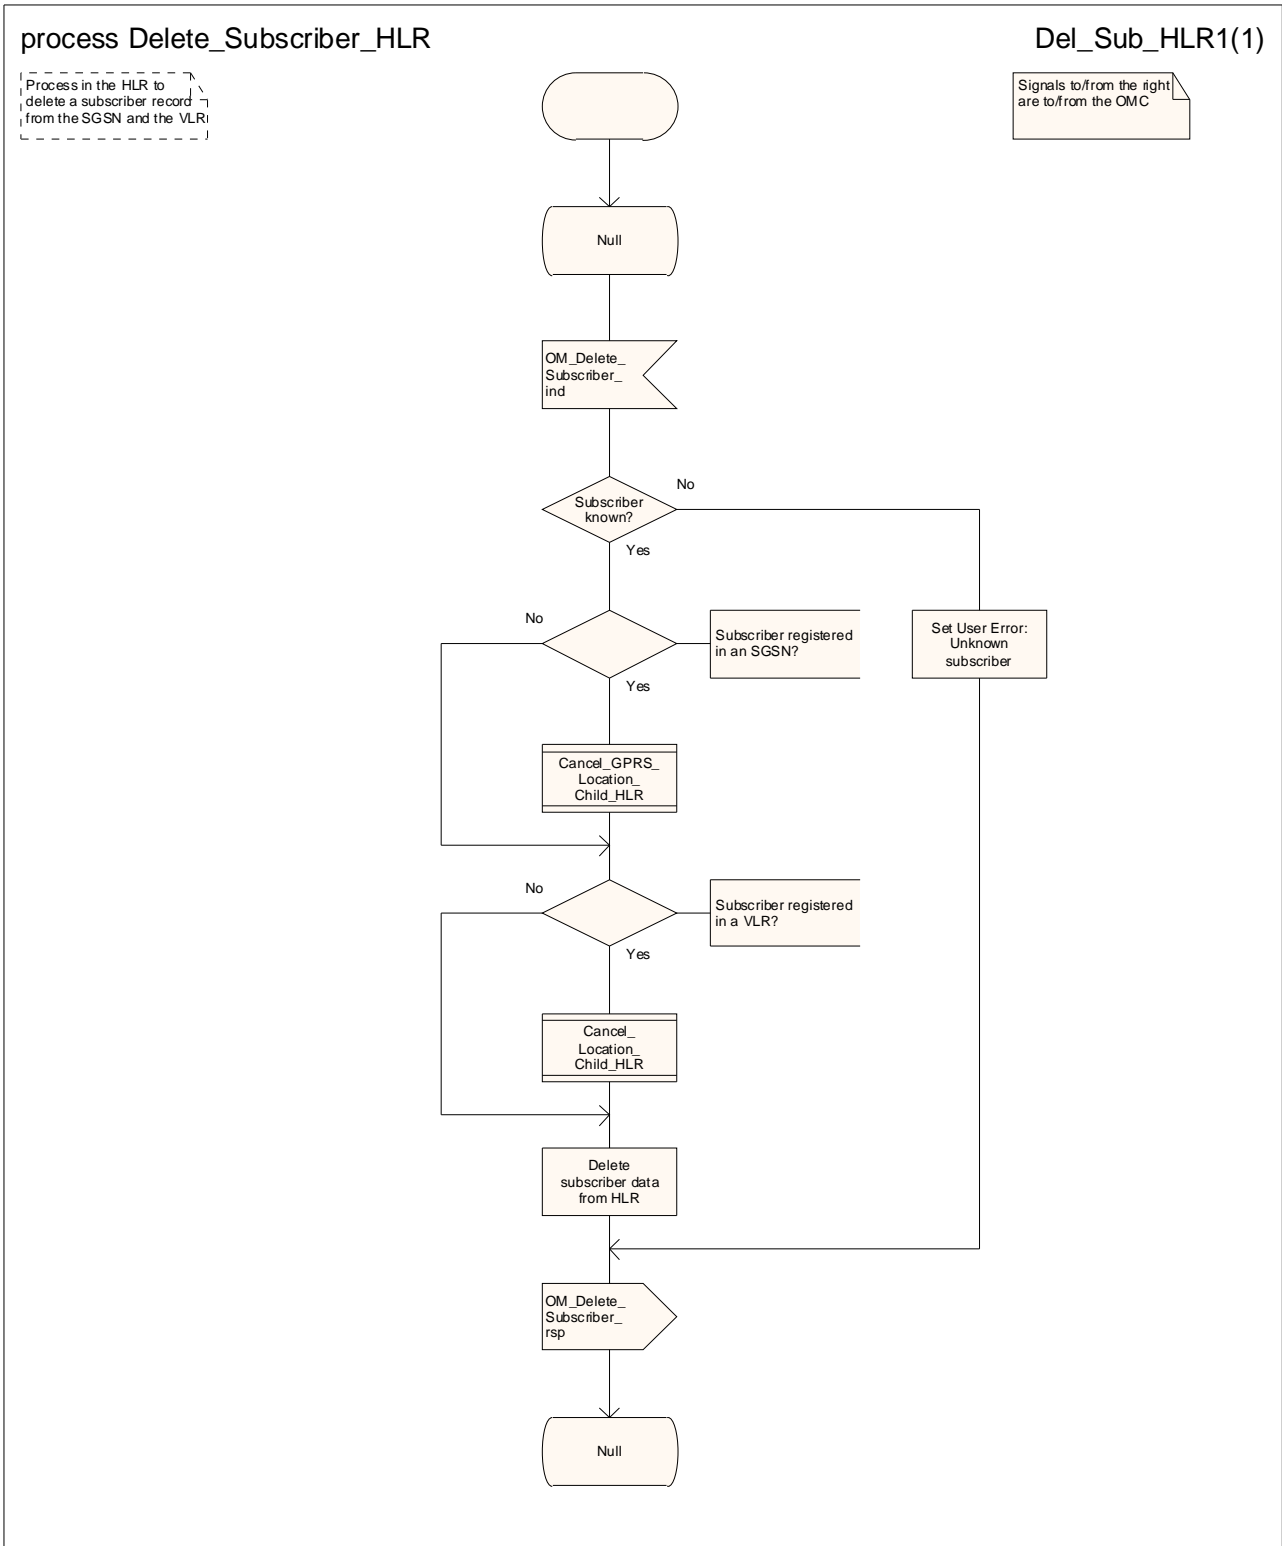 process Delete_Subscriber_HLR
Del_Sub_HLR1(1)
Process in the HLR to
delete a subscriber record
from the SGSN and the VLR
Signals to/from the right
are to/from the OMC
Null
OM_Delete_
Subscriber_
ind
Subscriber
known?
No
Yes
No
Subscriber registered
in an SGSN?
Set User Error:
Unknown
subscriber
Yes
Cancel_GPRS_
Location_
Child_HLR
No
Subscriber registered
in a VLR?
Yes
Cancel_
Location_
Child_HLR
Delete
subscriber data
from HLR
OM_Delete_
Subscriber_
rsp
Null